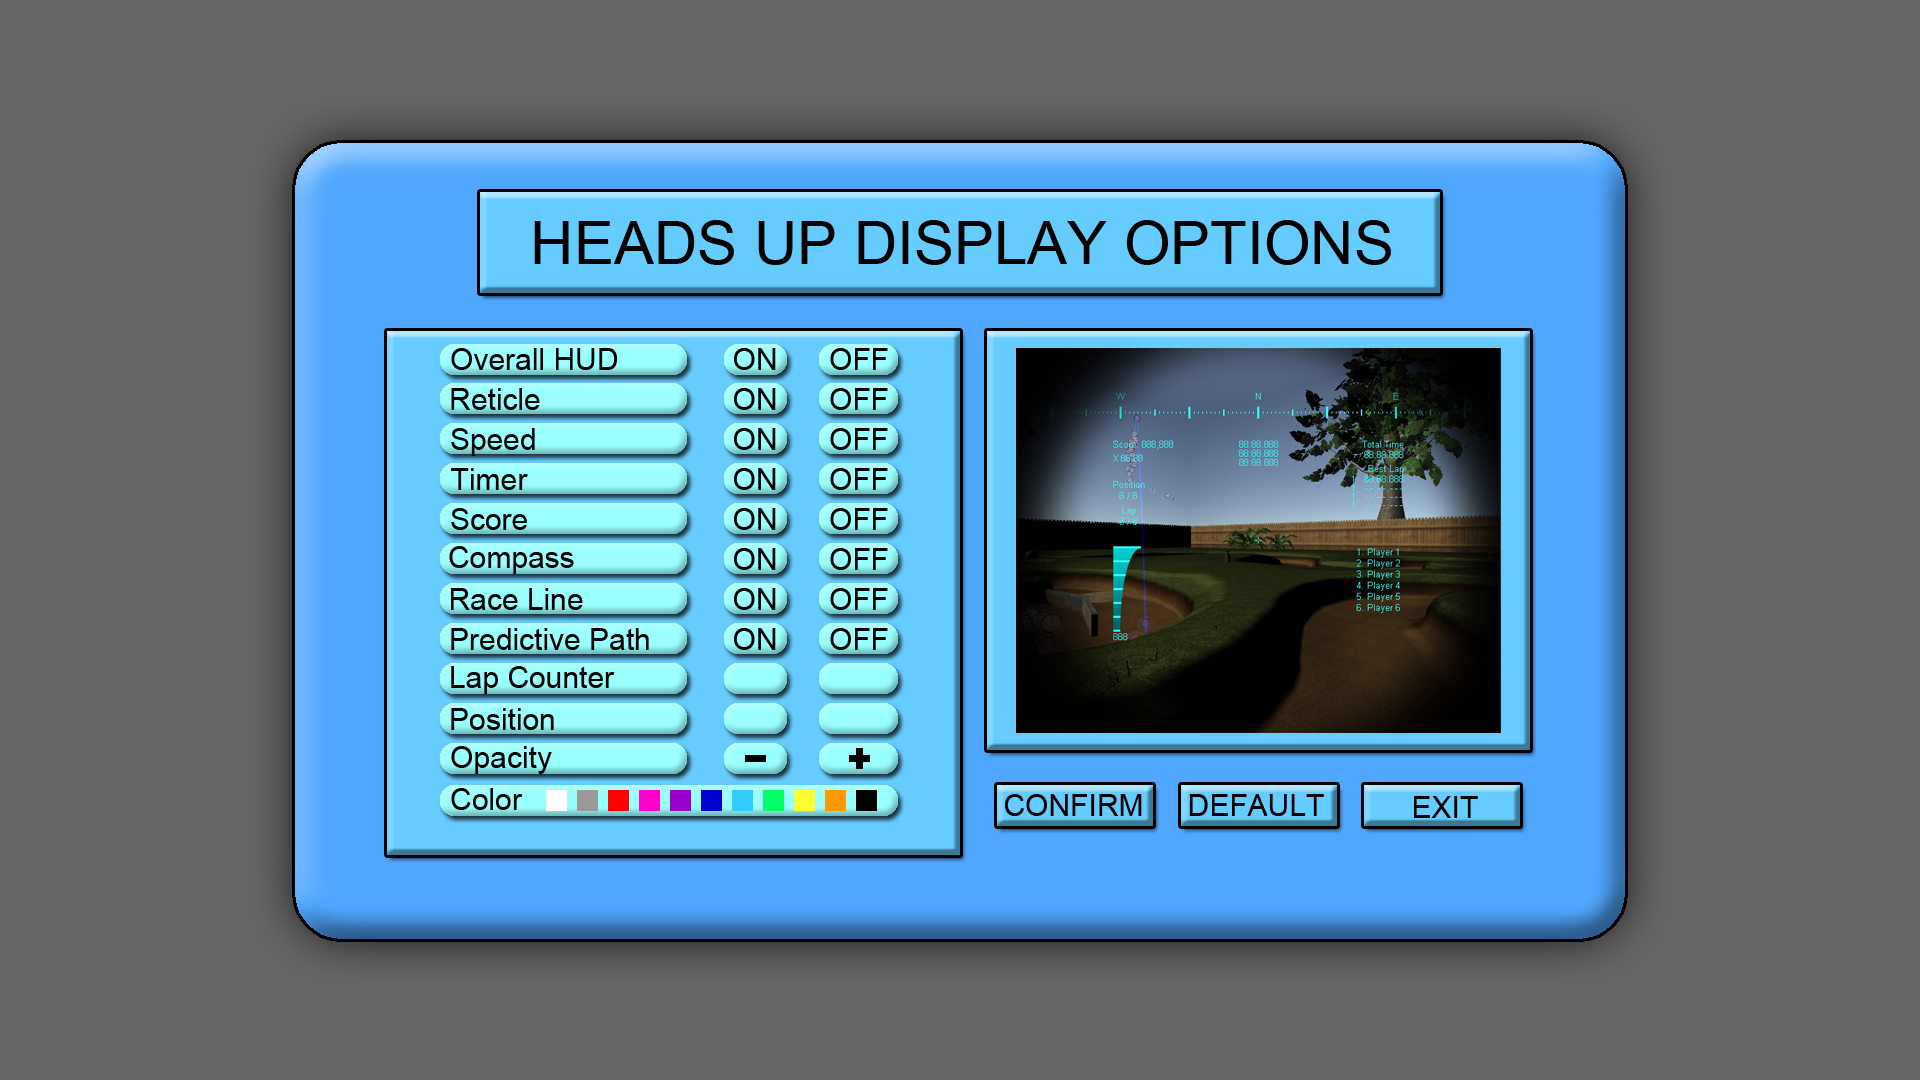 HEADS UP DISPLAY OPTIONS
Overall HUD ON OFF
Reticle ON OFF
Speed ON OFF
Timer ON OFF
Score ON OFF
Compass ON OFF
Race Line ON OFF
Predictive Path ON OFF
Lap Counter
Position
Opacity - +
Color
W N E
Score 888,888
X 88.88
Position
8 / 8
Lap
888
88:88.888
88:88.888
88:88.888
Total Time
88:88.888
Best Lap
88:88.888
1. Player 1
2. Player 2
3. Player 3
4. Player 4
5. Player 5
6. Player 6
CONFIRM DEFAULT EXIT